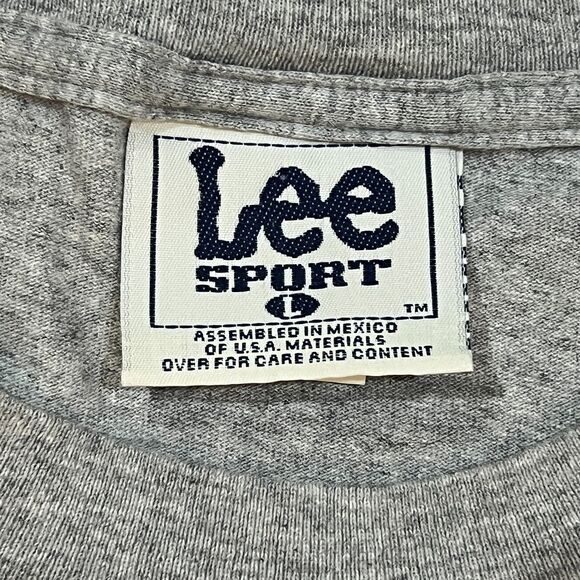 Lee
SPORT
L
TM
ASSEMBLED IN MEXICO
OF U.S.A. MATERIALS
OVER FOR CARE AND CONTENT